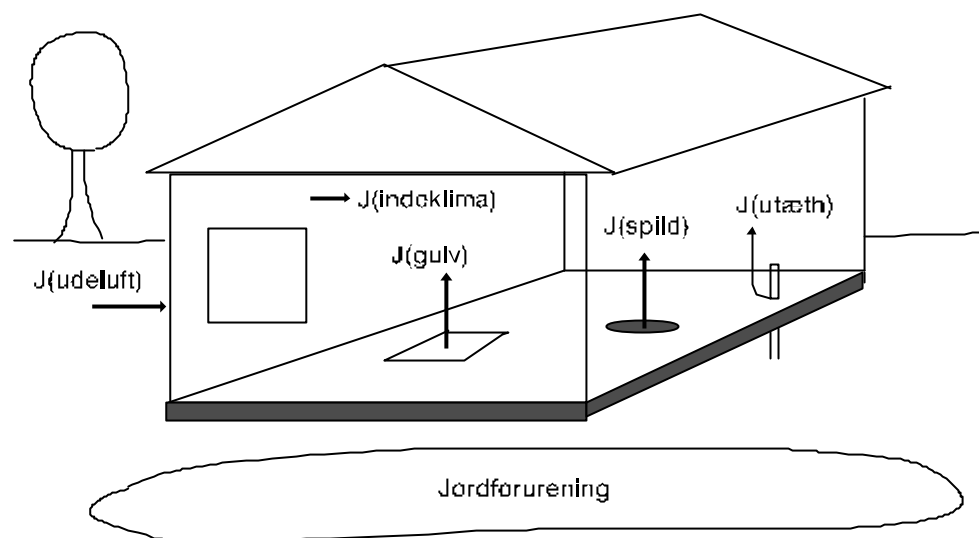 J(indeklima)
J(utæth)
J(spild)
J(gulv)
J(udeluft)
Jordforurening